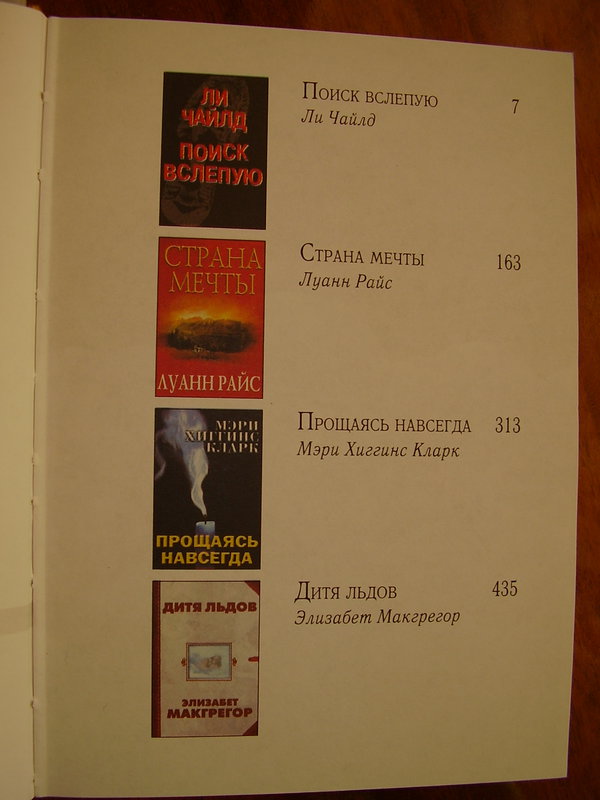 ЛИ
ЧАЙЛД
ПОИСК
ВСЛЕПУЮ
Поиск вслепую 7
Ли Чайлд
СТРАНА
МЕЧТЫ
ЛУАНН РАЙС
Страна мечты 163
Луанн Райс
МЭРИ
ХИГГИНС
КЛАРК
ПРОЩАЯСЬ
НАВСЕГДА
Прощаясь навсегда 313
Мэри Хиггинс Кларк
ДИТЯ ЛЬДОВ
ЭЛИЗАБЕТ
МАКГРЕГОР
Дитя льдов 435
Элизабет Макгрегор